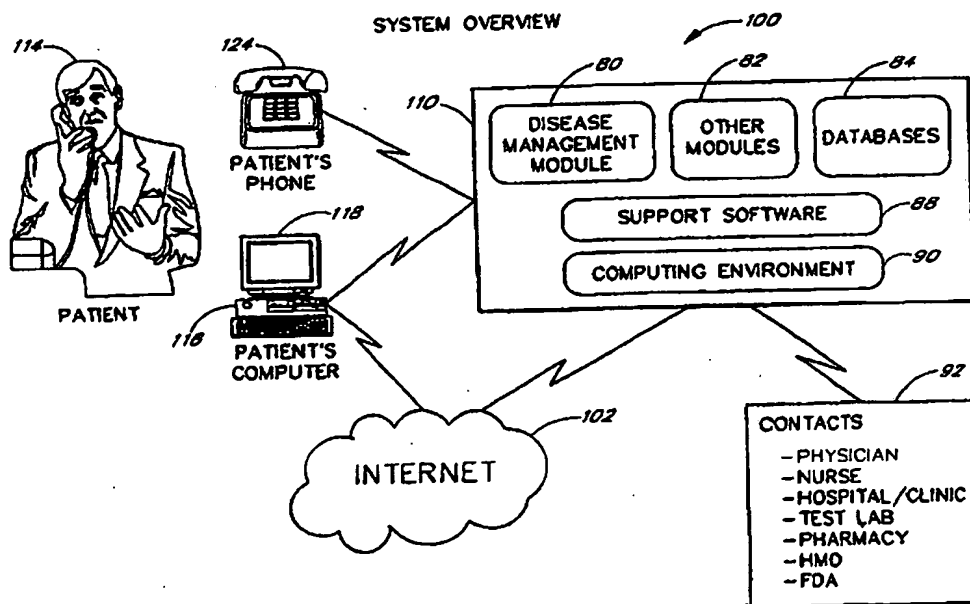 SYSTEM OVERVIEW
100
114
124
80
82
84
110
DISEASE
MANAGEMENT
MODULE
OTHER
MODULES
DATABASES
PATIENT'S
PHONE
SUPPORT SOFTWARE
88
118
COMPUTING ENVIRONMENT
90
PATIENT
116
PATIENT'S
COMPUTER
92
102
INTERNET
CONTACTS
-PHYSICIAN
-NURSE
-HOSPITAL/CLINIC
-TEST LAB
-PHARMACY
-HMO
-FDA